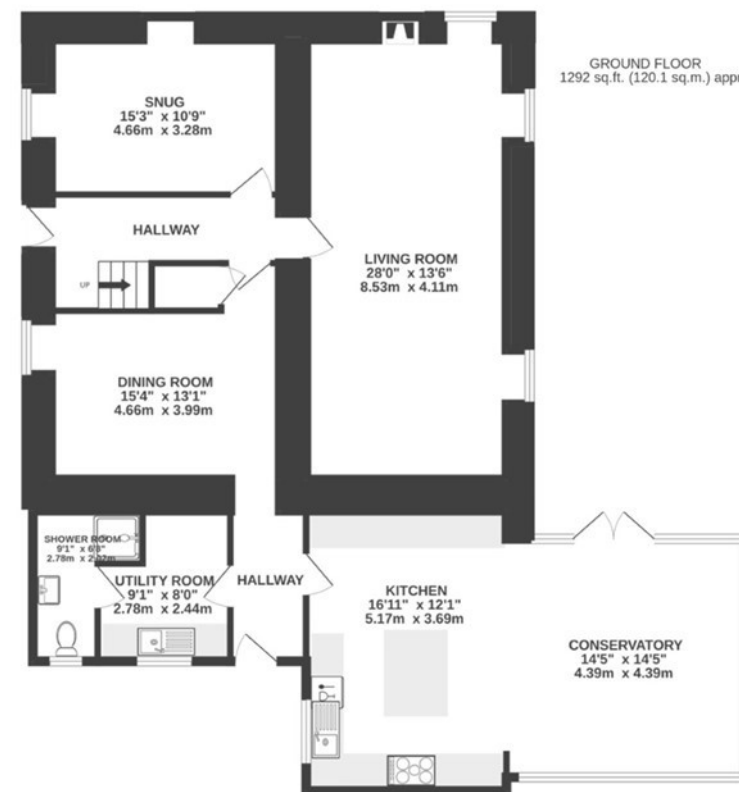 GROUND FLOOR
1292 sq.ft. (120.1 sq.m.) appr
SNUG
15'3" x 10'9"
4.66m x 3.28m
HALLWAY
LIVING ROOM
28'0" x 13'6"
8.53m x 4.11m
UP
DINING ROOM
15'4" x 13'1"
4.66m x 3.99m
SHOWER ROOM
9'1" x
2.78m x
UTILITY ROOM
9'1" x 8'0"
2.78m x 2.44m
HALLWAY
KITCHEN
16'11" x 12'1"
5.17m x 3.69m
CONSERVATORY
14'5" x 14'5"
4.39m x 4.39m